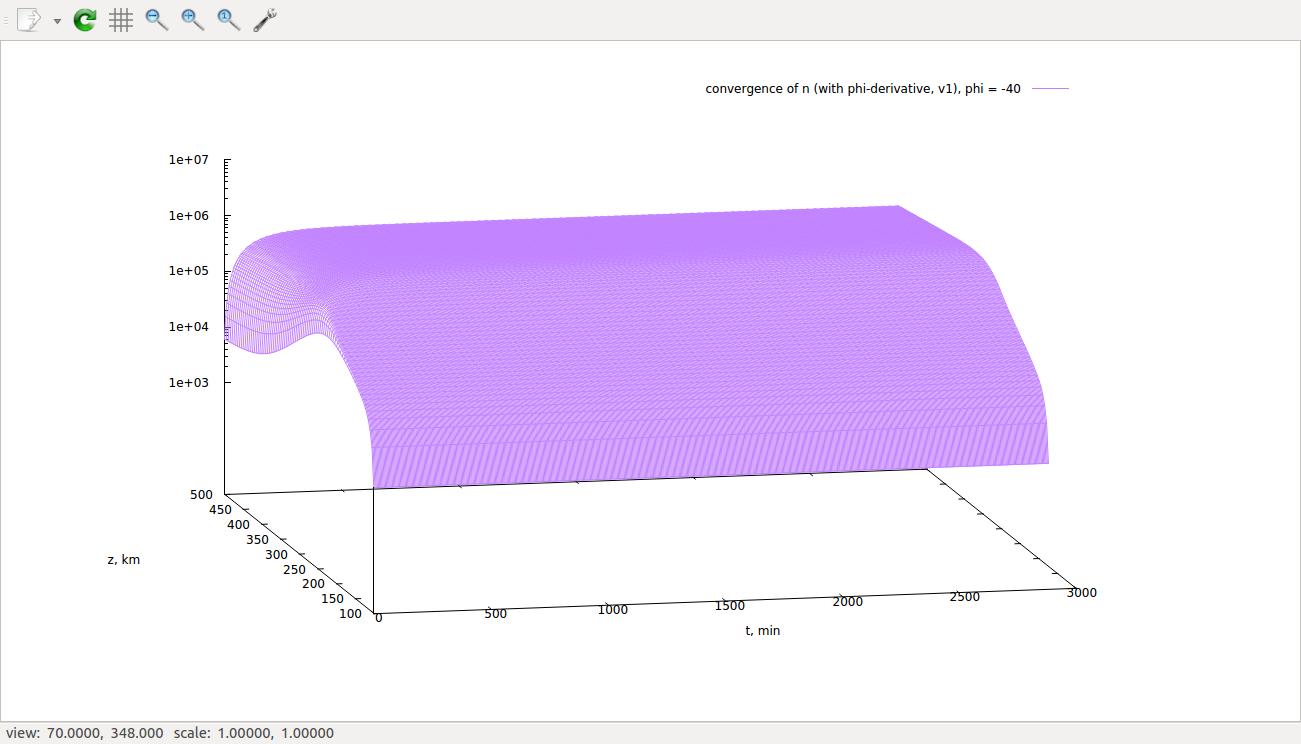 convergence of n (with phi-derivative, v1), phi = -40
1e+07
1e+06
1e+05
1e+04
1e+03
500
450
400
350
300
250
200
150
100
z, km
0
500
1000
1500
2000
2500
3000
t, min
view: 70.0000, 348.000 scale: 1.00000, 1.00000